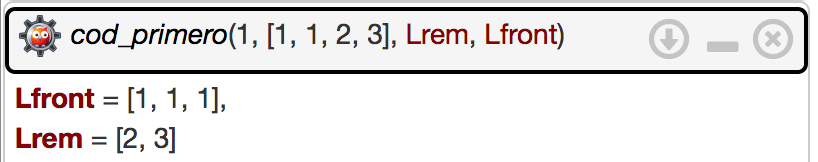 cod_primero(1, [1, 1, 2, 3], Lrem, Lfront)
Lfront = [1, 1, 1],
Lrem = [2, 3]